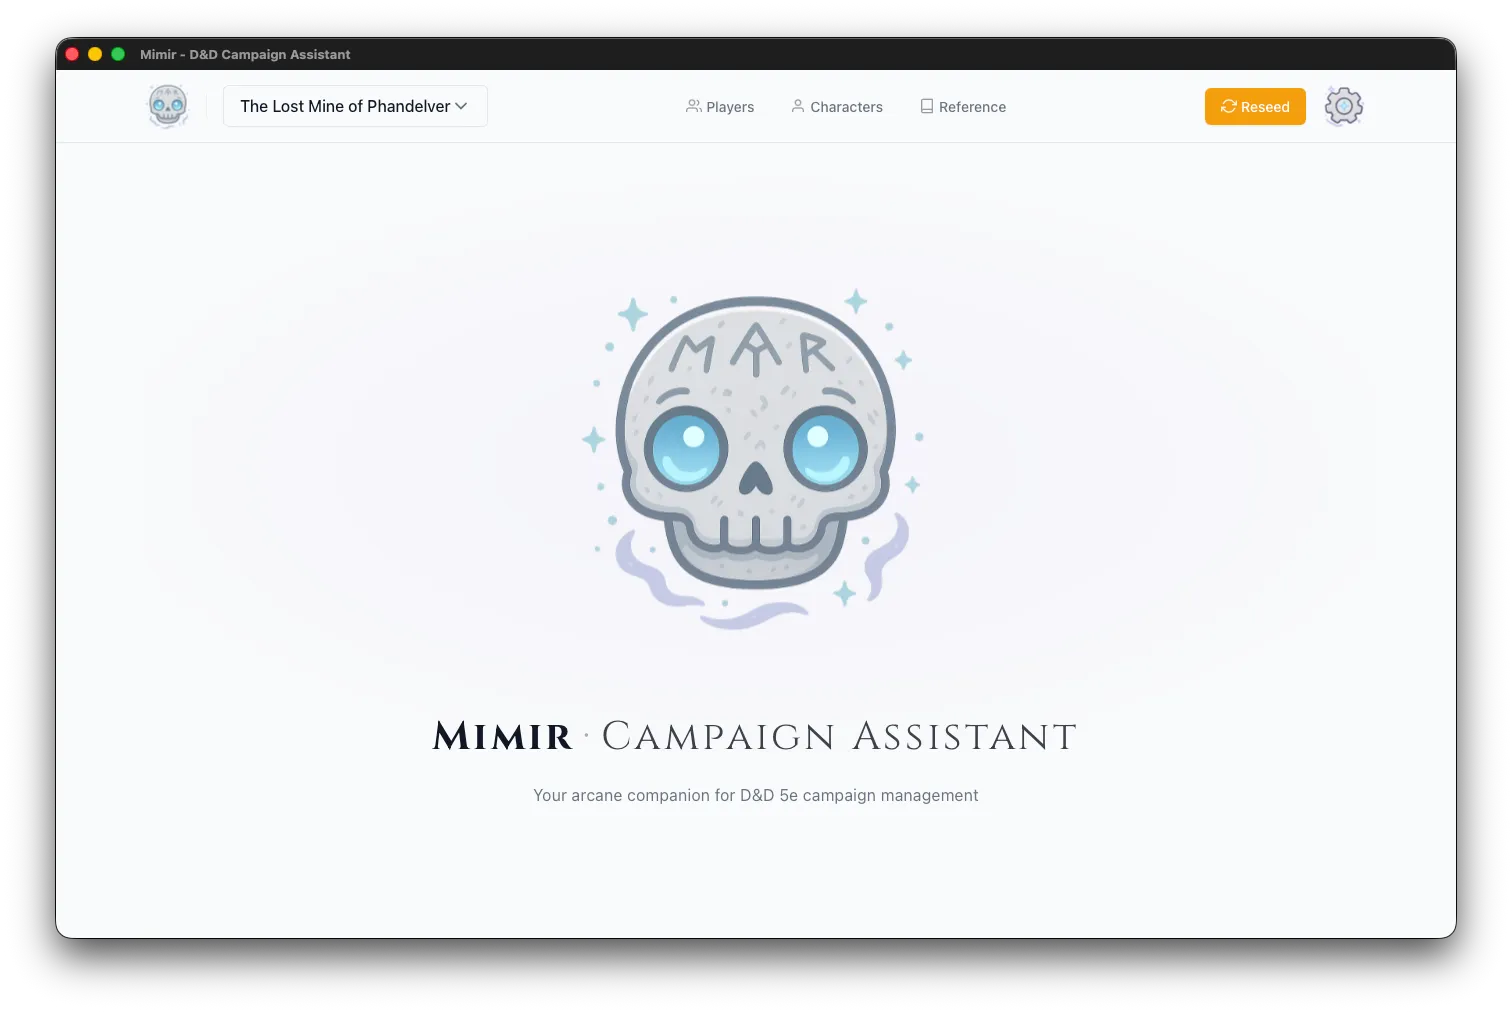 Mimir - D&D Campaign Assistant
The Lost Mine of Phandelver
Players
Characters
Reference
Reseed
MIMIR · CAMPAIGN ASSISTANT
Your arcane companion for D&D 5e campaign management